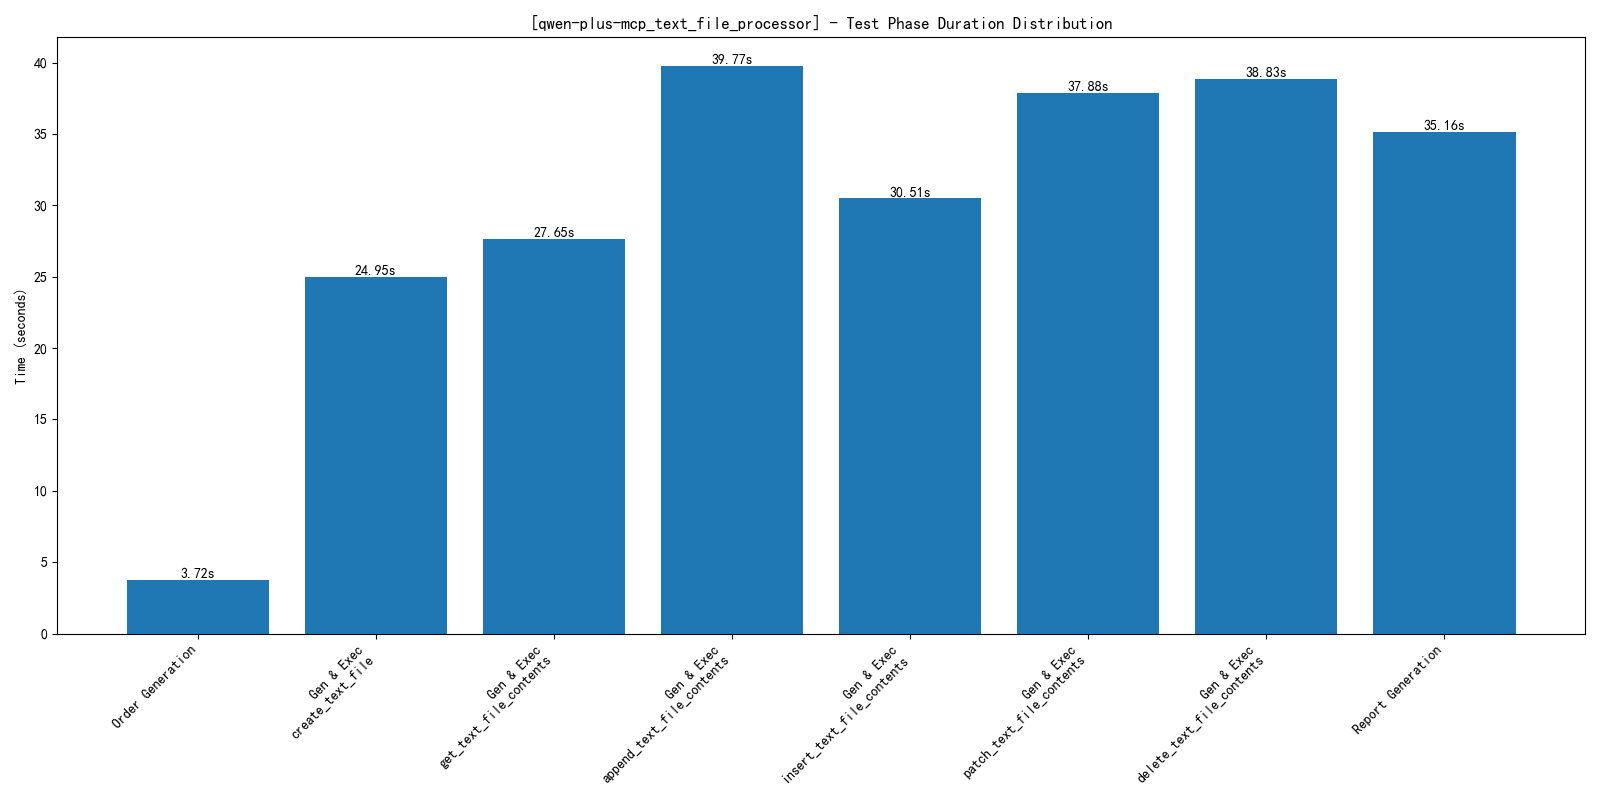 [qwen-plus-mcp_text_file_processor] - Test Phase Duration Distribution
Time (seconds)
40
35
30
25
20
15
10
5
0
3.72s
24.95s
27.65s
39.77s
30.51s
37.88s
38.83s
35.16s
Order Generation
Gen & Exec
create_text_file
Gen & Exec
get_text_file_contents
Gen & Exec
append_text_file_contents
Gen & Exec
insert_text_file_contents
Gen & Exec
patch_text_file_contents
Gen & Exec
delete_text_file_contents
Report Generation